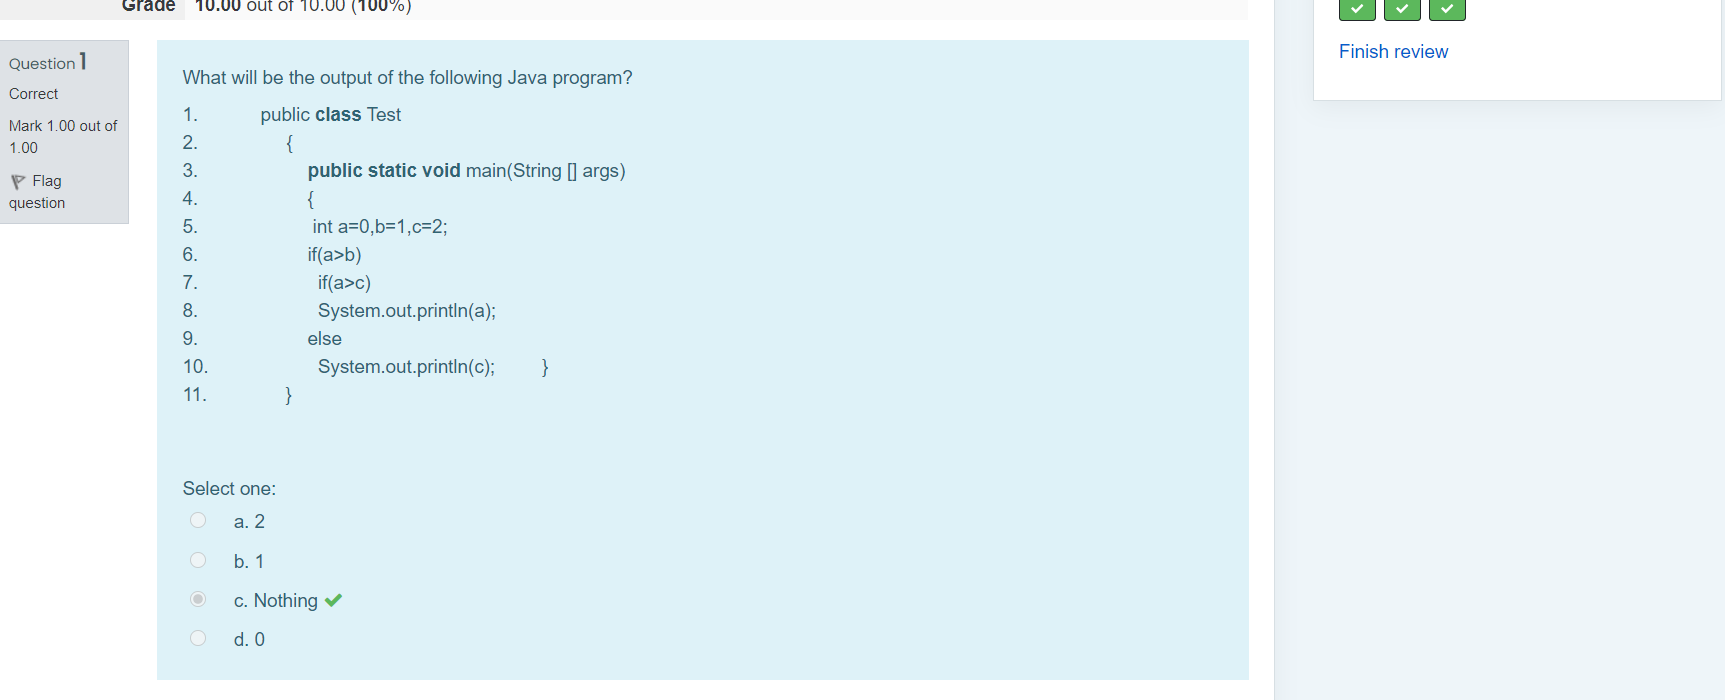 Grade 10.00 out of 10.00 (100%)
Finish review
Question 1
Correct
Mark 1.00 out of
1.00
Flag
question
What will be the output of the following Java program?
1. public class Test
2. {
3. public static void main(String [] args)
4. {
5. int a=0,b=1,c=2;
6. if(a>b)
7. if(a>c)
8. System.out.println(a);
9. else
10. System.out.println(c); }
11. }
Select one:
a. 2
b. 1
c. Nothing
d. 0